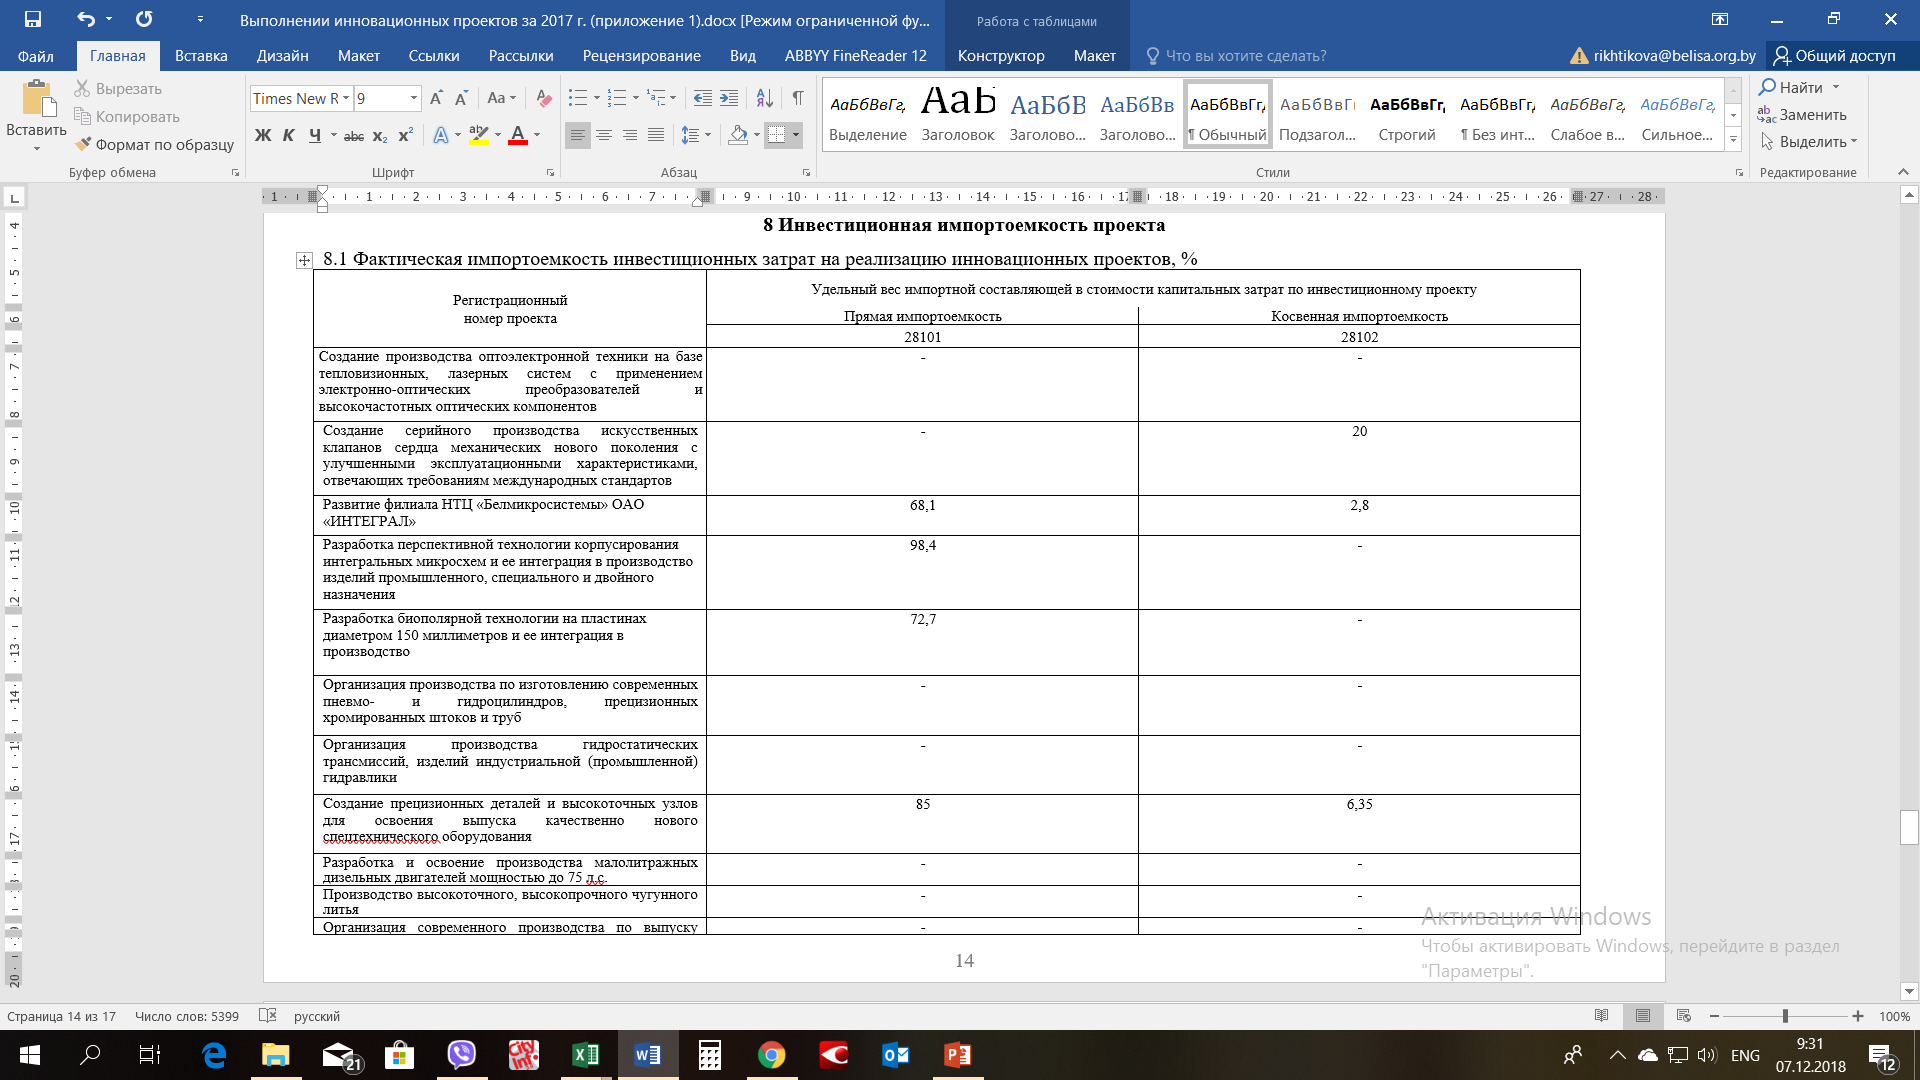 Выполнении инновационных проектов за 2017 г. (приложение 1).docx [Режим ограниченной фу...
Работа с таблицами
Файл
Главная
Вставка
Дизайн
Макет
Ссылки
Рассылки
Рецензирование
Вид
ABBYY FineReader 12
Конструктор
Макет
Что вы хотите сделать?
rikhtikova@belisa.org.by
Общий доступ
Вставить
Вырезать
Копировать
Формат по образцу
Буфер обмена
Times New R
9
Шрифт
Абзац
АаБбВвГг,
Выделение
АаБ
Заголовок
АаБбВ
Заголово...
АаБбВв
Заголово...
АаБбВвГг,
¶ Обычный
АаБбВвГг
Подзагол...
АаБбВвГг,
Строгий
АаБбВвГг,
¶ Без инт...
АаБбВвГг,
Слабое в...
АаБбВвГг,
Сильное...
Стили
Найти
Заменить
Выделить
Редактирование
8 Инвестиционная импортоемкость проекта
8.1 Фактическая импортоемкость инвестиционных затрат на реализацию инновационных проектов, %
Регистрационный
номер проекта
Удельный вес импортной составляющей в стоимости капитальных затрат по инвестиционному проекту
Прямая импортоемкость
Косвенная импортоемкость
28101
28102
Создание производства оптоэлектронной техники на базе
тепловизионных, лазерных систем с применением
электронно-оптических преобразователей и
высокочастотных оптических компонентов
-
-
Создание серийного производства искусственных
клапанов сердца механических нового поколения с
улучшенными эксплуатационными характеристиками,
отвечающих требованиям международных стандартов
-
20
Развитие филиала НТЦ «Белмикросистемы» ОАО
«ИНТЕГРАЛ»
68,1
2,8
Разработка перспективной технологии корпусирования
интегральных микросхем и ее интеграция в производство
изделий промышленного, специального и двойного
назначения
98,4
-
Разработка биополярной технологии на пластинах
диаметром 150 миллиметров и ее интеграция в
производство
72,7
-
Организация производства по изготовлению современных
пневмо- и гидроцилиндров, прецизионных
хромированных штоков и труб
-
-
Организация производства гидростатических
трансмиссий, изделий индустриальной (промышленной)
гидравлики
-
-
Создание прецизионных деталей и высокоточных узлов
для освоения выпуска качественно нового
спецтехнического оборудования
85
6,35
Разработка и освоение производства малолитражных
дизельных двигателей мощностью до 75 л.с.
-
-
Производство высокоточного, высокопрочного чугунного
литья
-
-
Организация современного производства по выпуску
-
-
14
Активация Windows
Чтобы активировать Windows, перейдите в раздел
"Параметры".
Страница 14 из 17
Число слов: 5399
русский
100%
21
ENG
9:31
07.12.2018
12